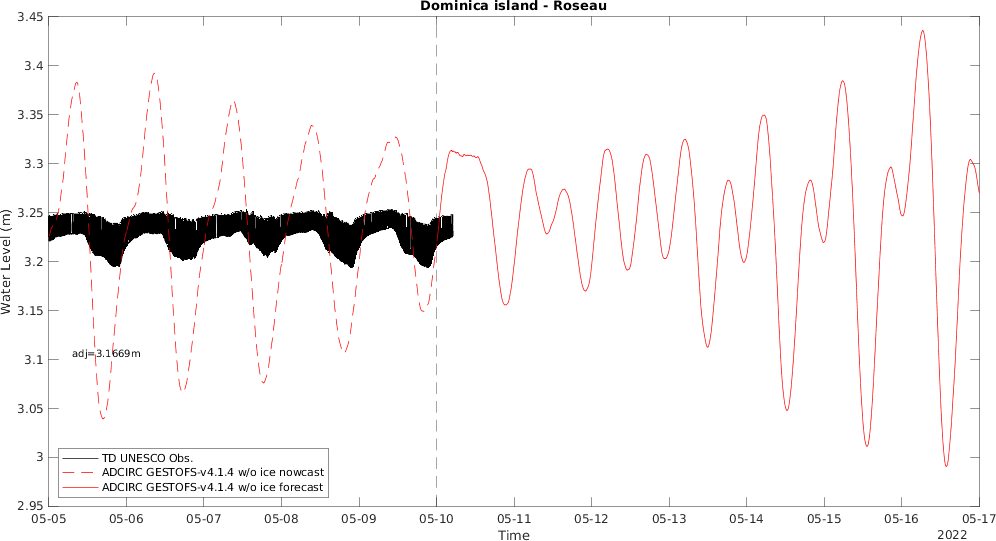 Dominica island - Roseau
3.45
3.4
3.35
3.3
3.25
3.2
3.15
3.1
3.05
3
2.95
Water Level (m)
adj=3.1669m
TD UNESCO Obs.
ADCIRC GESTOFS-v4.1.4 w/o ice nowcast
ADCIRC GESTOFS-v4.1.4 w/o ice forecast
05-05 05-06 05-07 05-08 05-09 05-10 05-11 05-12 05-13 05-14 05-15 05-16 05-17
Time
2022